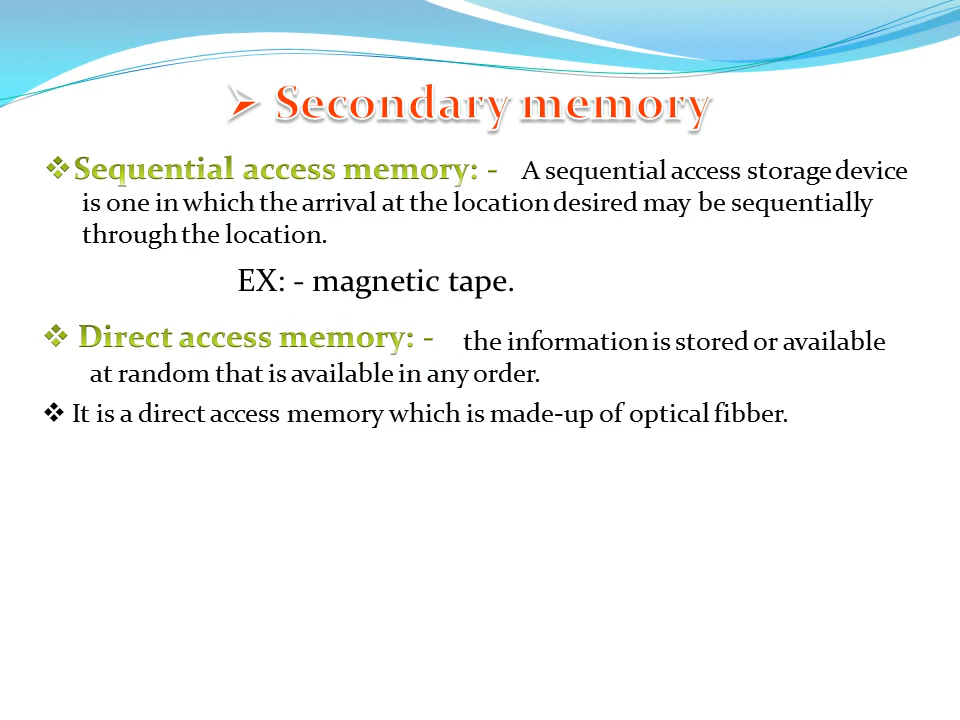 ➢ Secondary memory
❖Sequential access memory: - A sequential access storage device
is one in which the arrival at the location desired may be sequentially
through the location.
EX: - magnetic tape.
❖ Direct access memory: - the information is stored or available
at random that is available in any order.
❖ It is a direct access memory which is made-up of optical fibber.